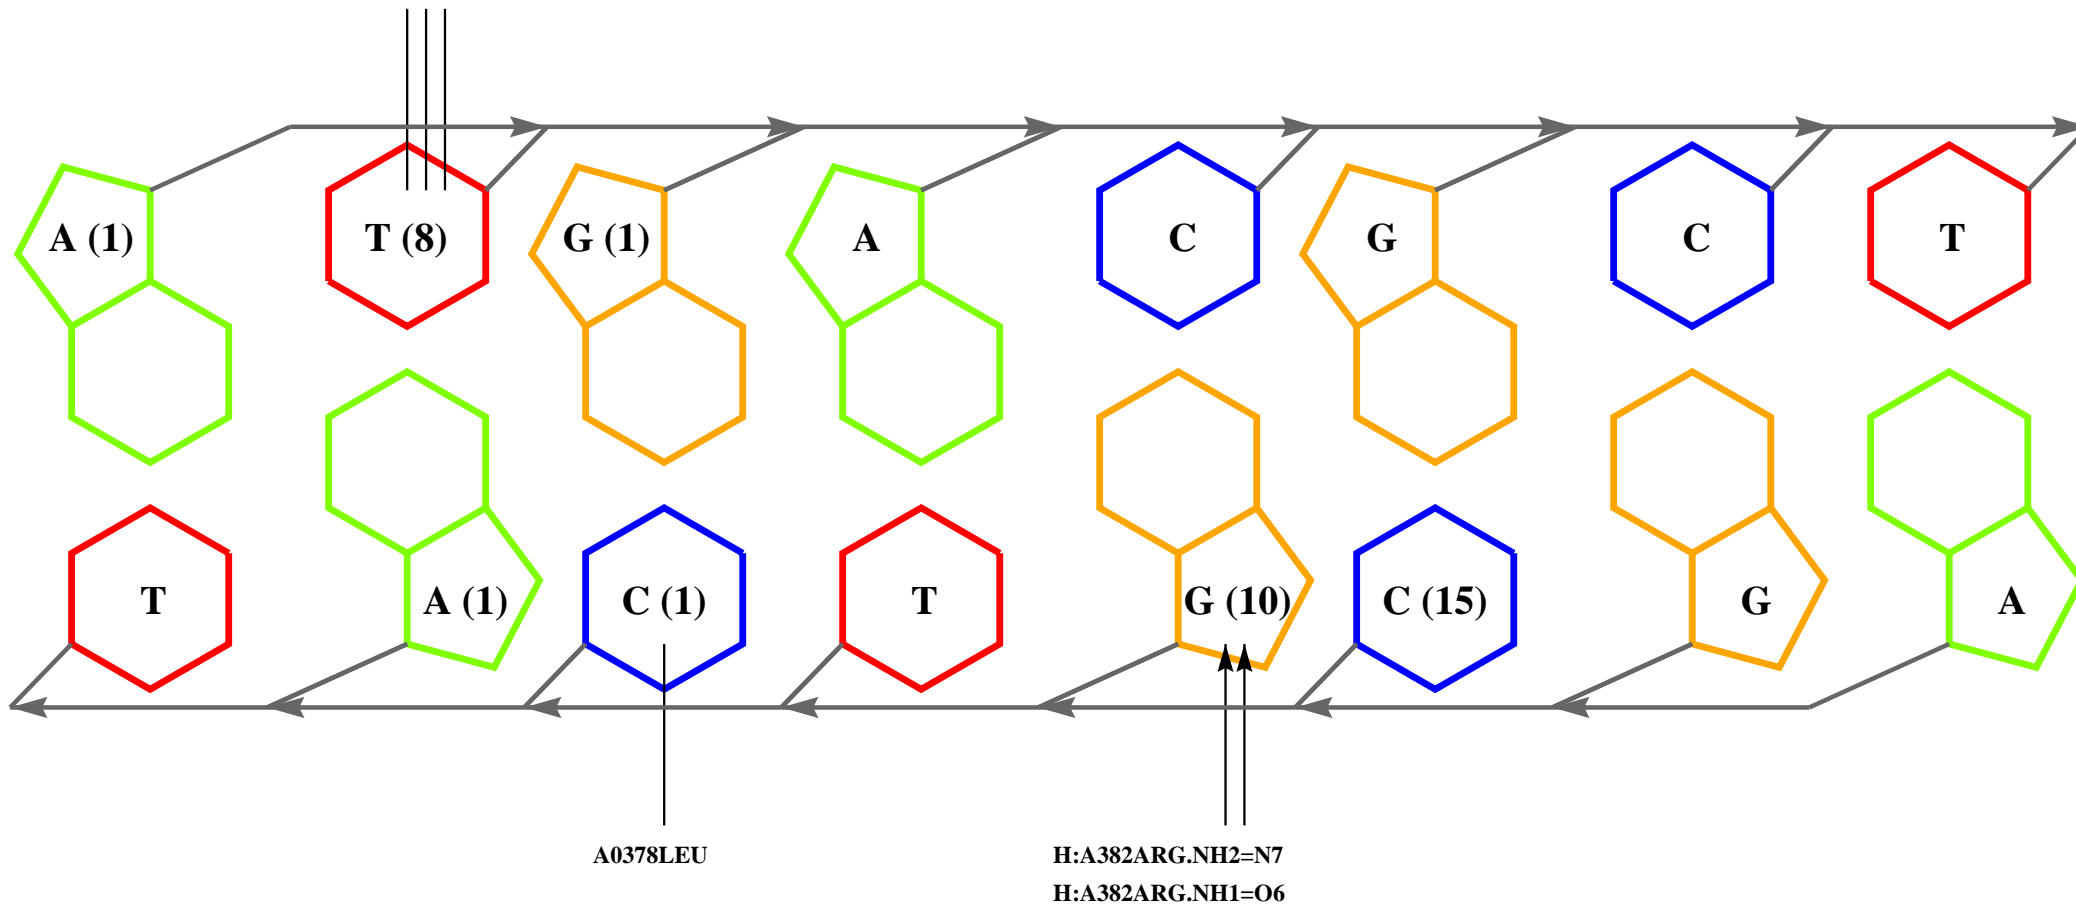 A (1) T (8) G (1) A C G C T
T A (1) C (1) T G (10) C (15) G A
A0378LEU H:A382ARG.NH2=N7
H:A382ARG.NH1=O6